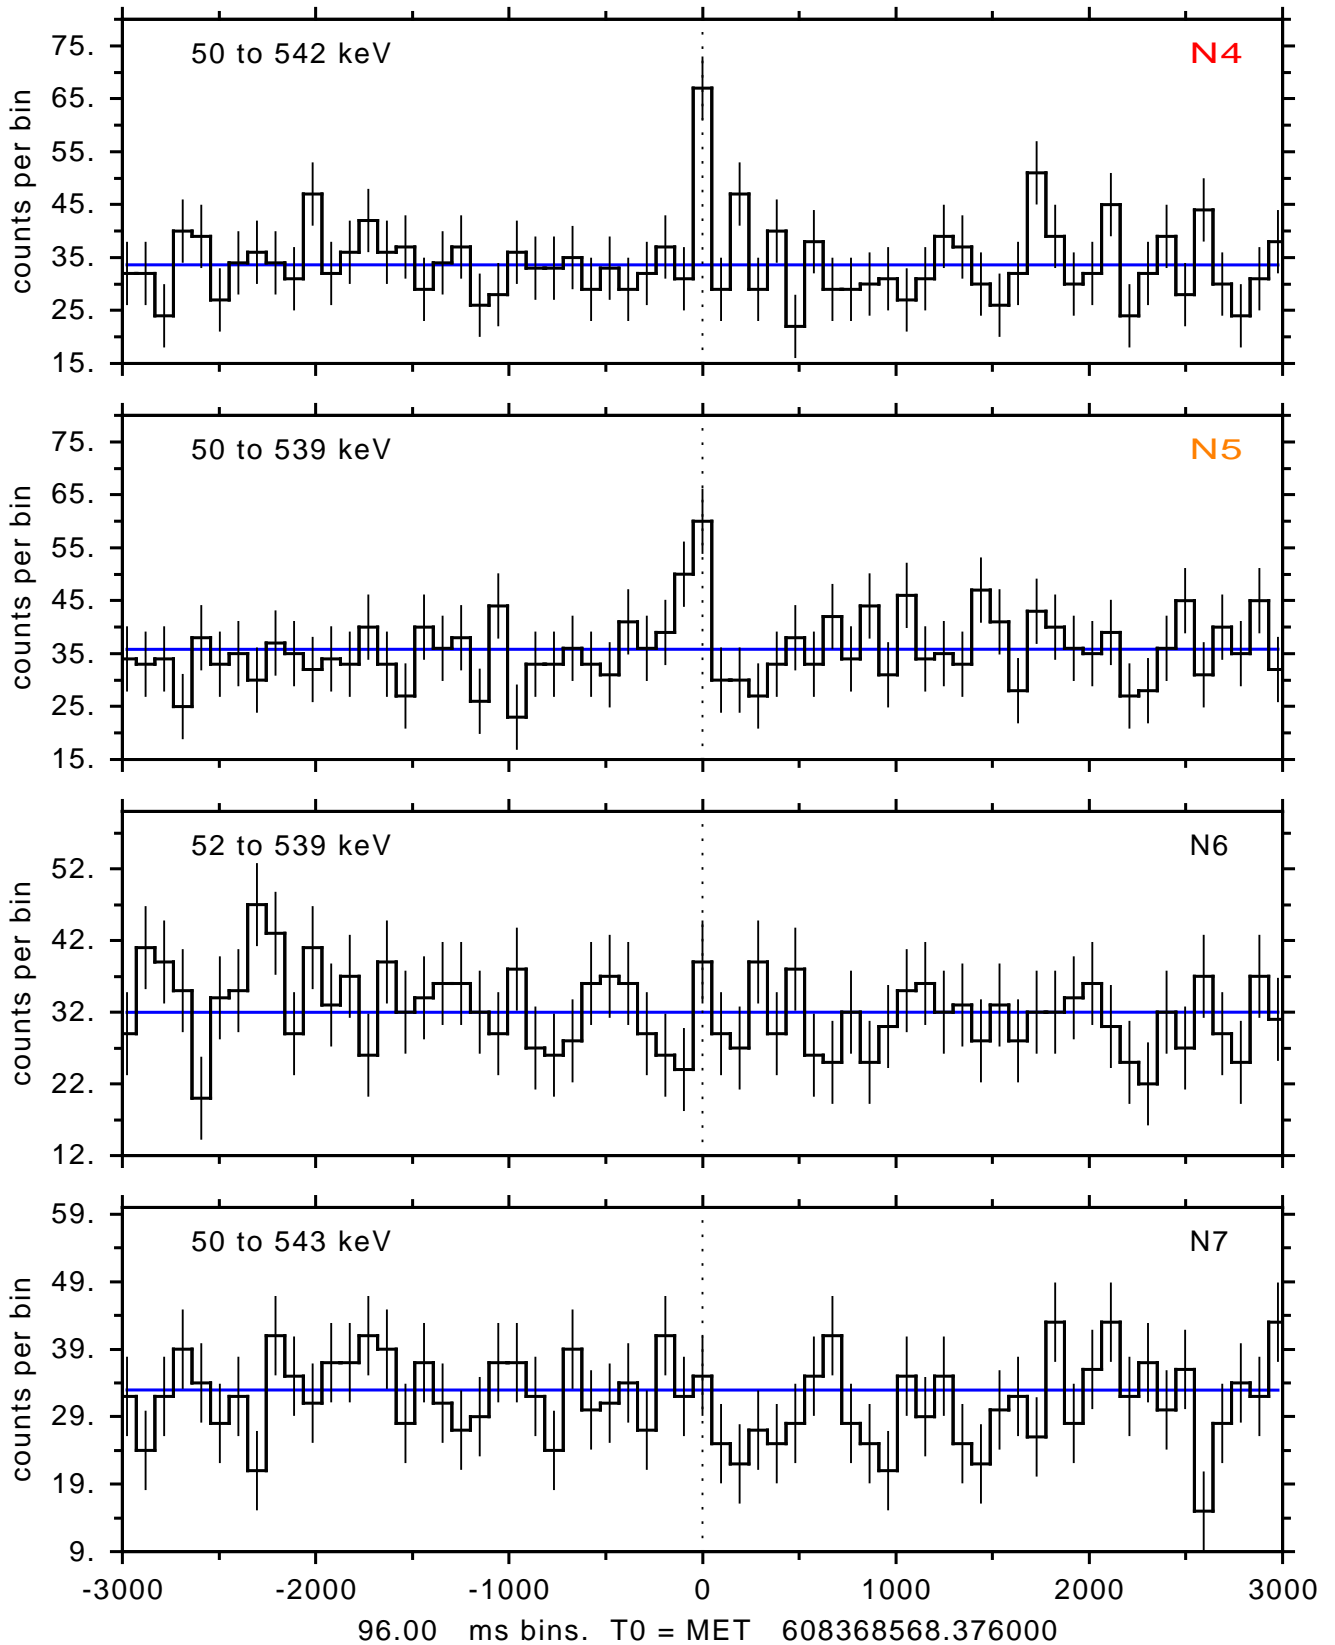 50 to 542 keV N4
75.
65.
55.
45.
35.
25.
15.
counts per bin
50 to 539 keV N5
75.
65.
55.
45.
35.
25.
15.
counts per bin
52 to 539 keV N6
52.
42.
32.
22.
12.
counts per bin
50 to 543 keV N7
59.
49.
39.
29.
19.
9.
counts per bin
-3000 -2000 -1000 0 1000 2000 3000
96.00 ms bins. T0 = MET 608368568.376000